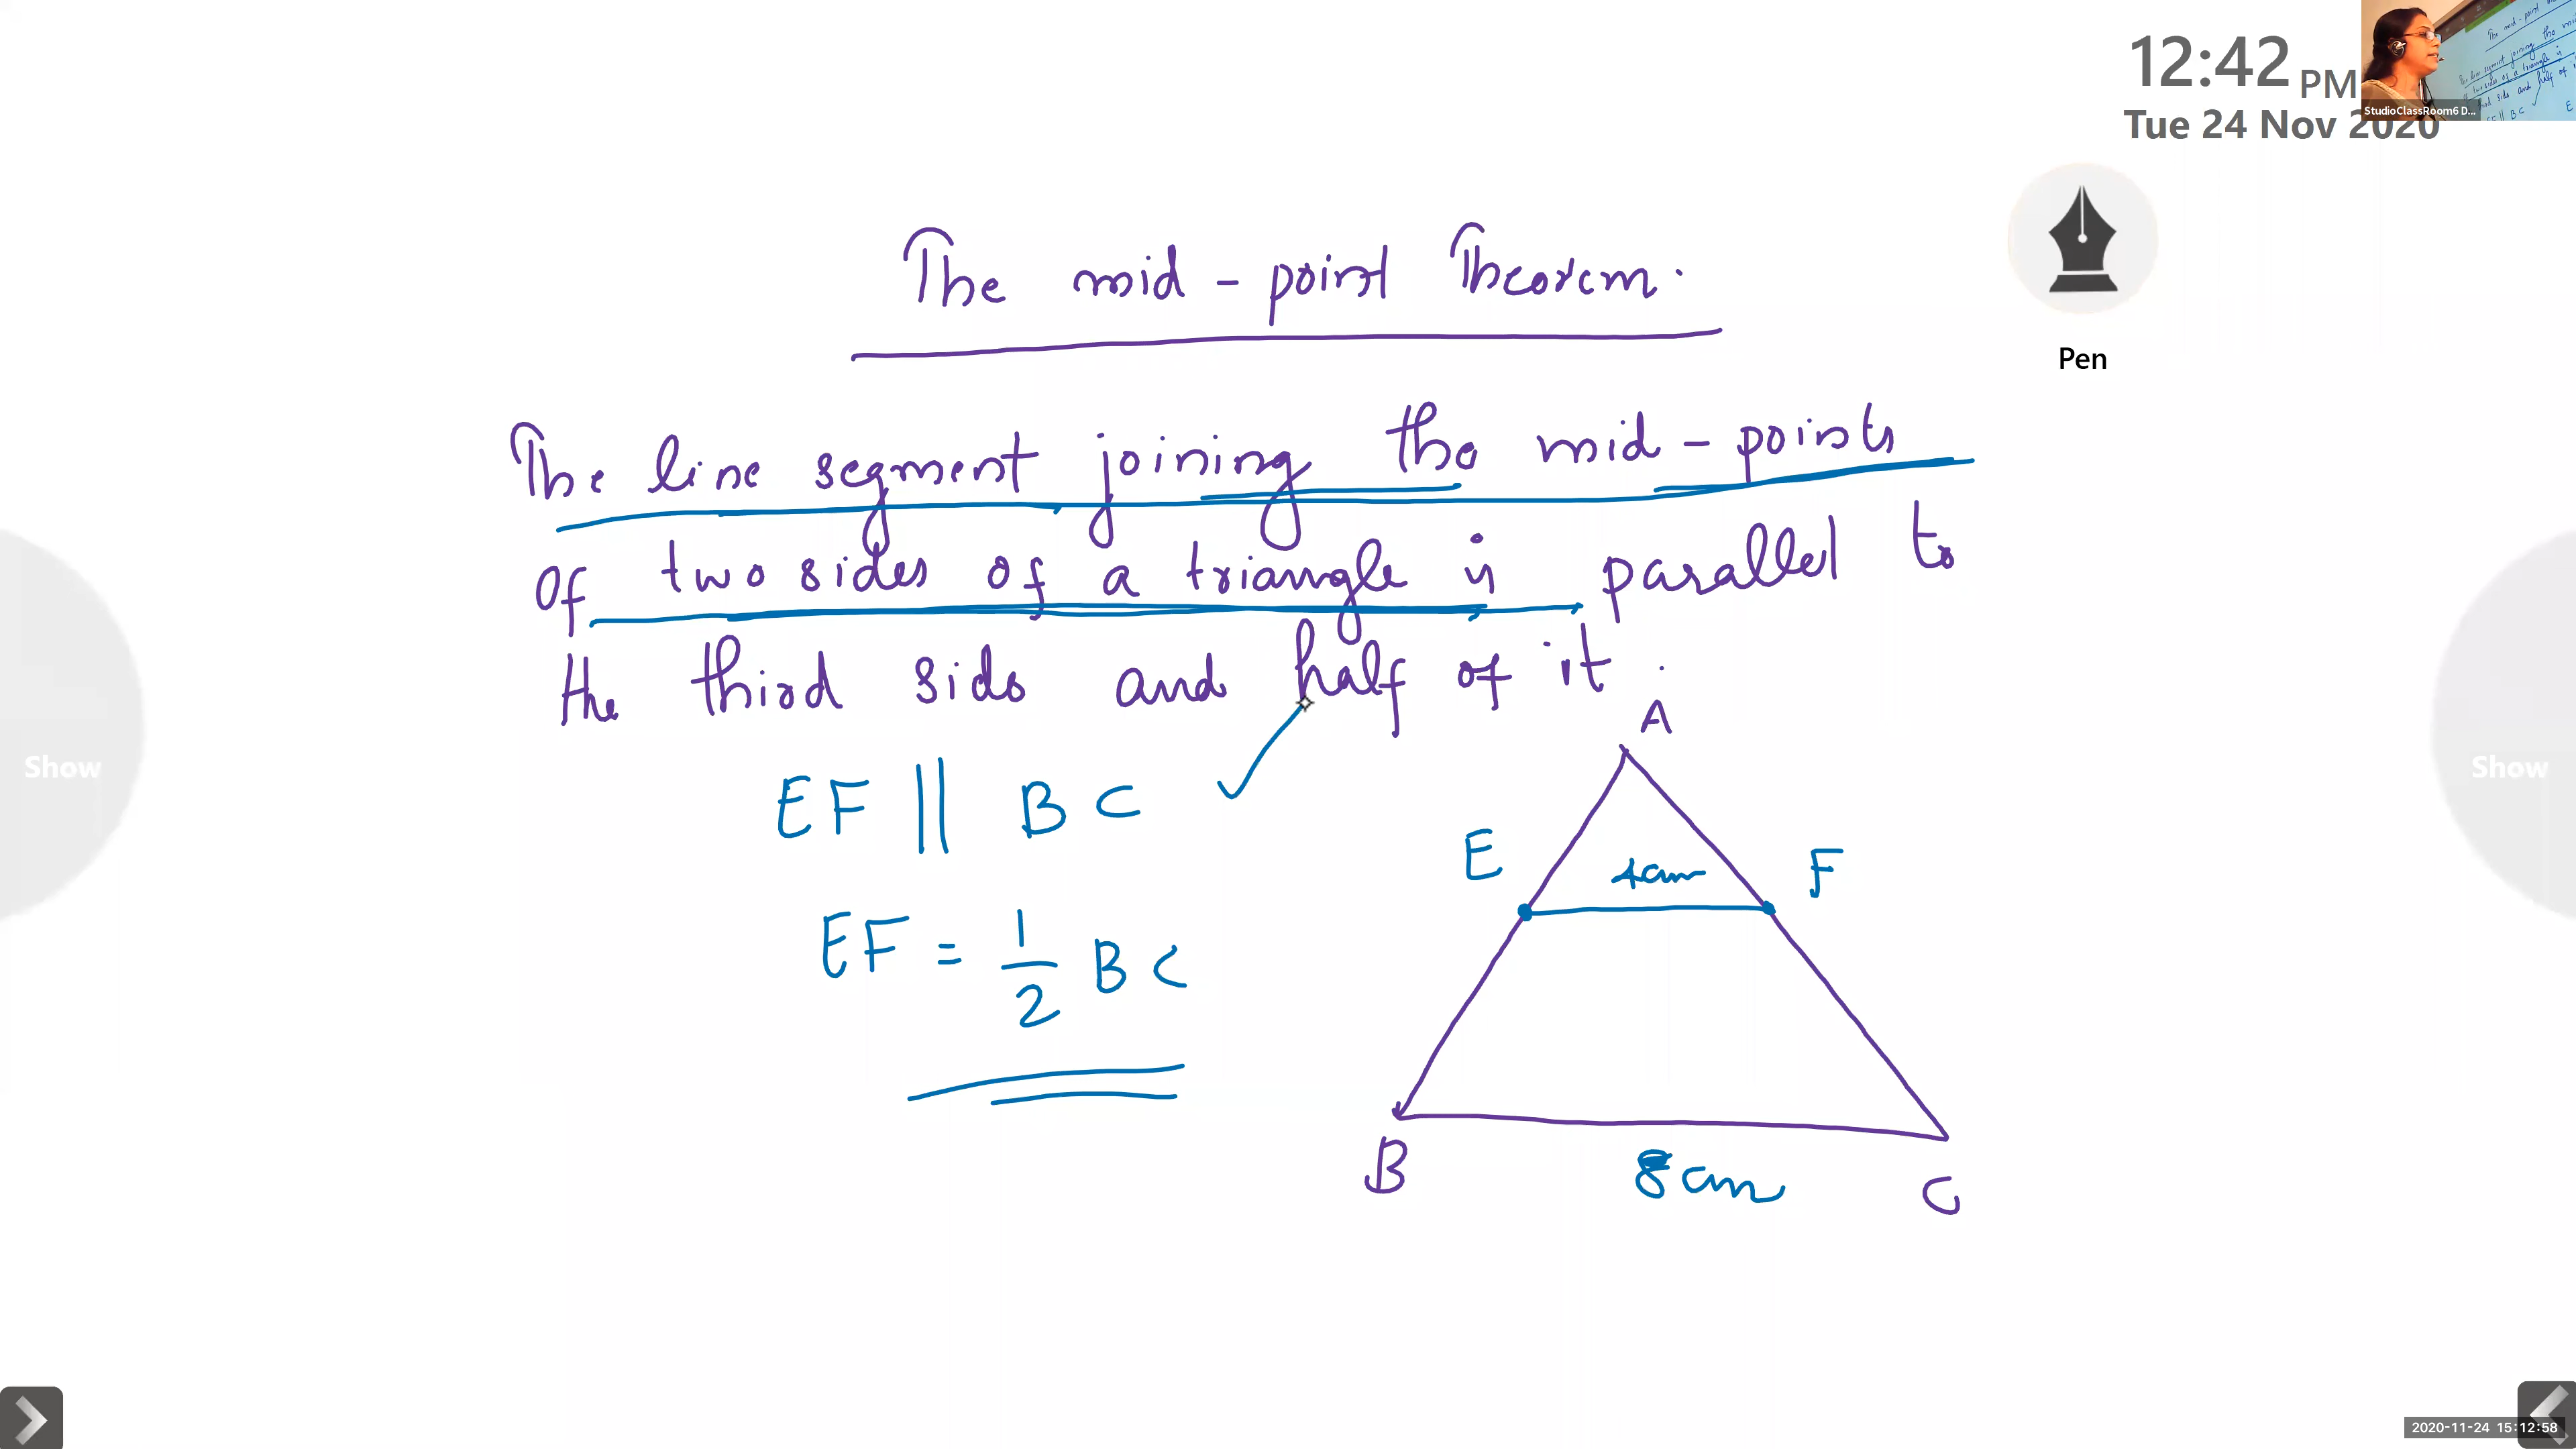 12:42 PM
Tue 24 Nov 2020
StudioClassRoom6 D...
Pen
The mid - point Theorem.
The line segment joining the mid - points
of two sides of a triangle is parallel to
the third side and half of it.
A
EF || BC
E
4cm
F
EF = 1/2 BC
B
8cm
C
Show
Show
2020-11-24 15:12:58